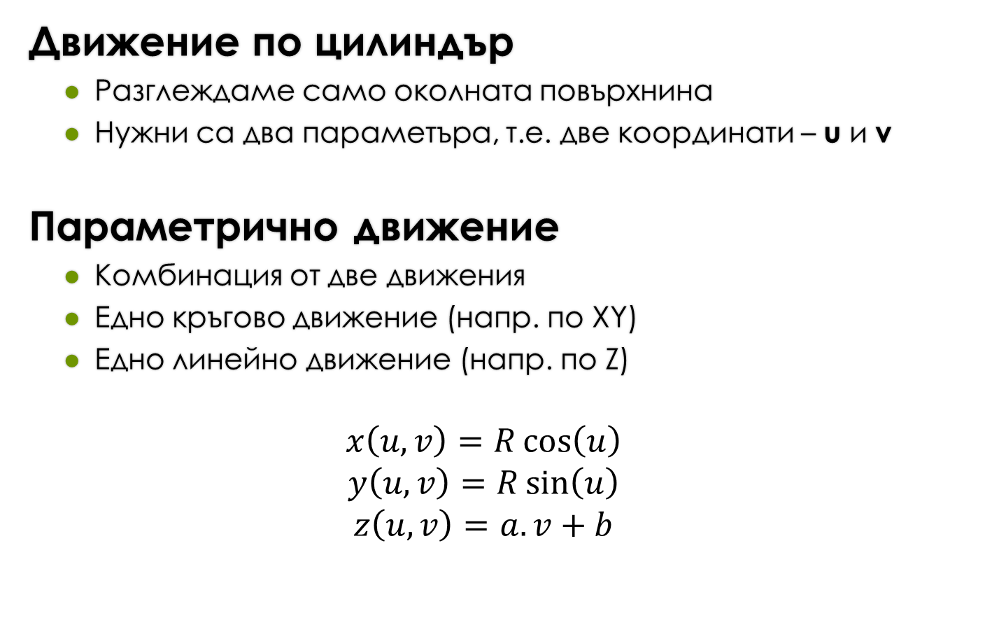 Движение по цилиндър
● Разглеждаме само околната повърхнина
● Нужни са два параметъра, т.е. две координати – u и v
Параметрично движение
● Комбинация от две движения
● Едно кръгово движение (напр. по XY)
● Едно линейно движение (напр. по Z)
x(u, v) = R cos(u)
y(u, v) = R sin(u)
z(u, v) = a. v + b